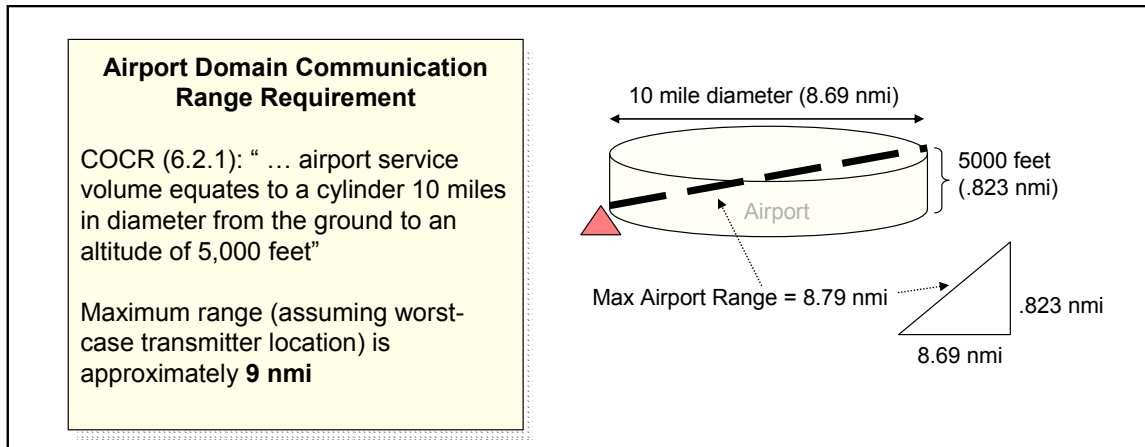 Airport Domain Communication
Range Requirement
COCR (6.2.1): “ … airport service
volume equates to a cylinder 10 miles
in diameter from the ground to an
altitude of 5,000 feet”
Maximum range (assuming worst-
case transmitter location) is
approximately 9 nmi
10 mile diameter (8.69 nmi)
5000 feet
(.823 nmi)
Airport
Max Airport Range = 8.79 nmi
.823 nmi
8.69 nmi